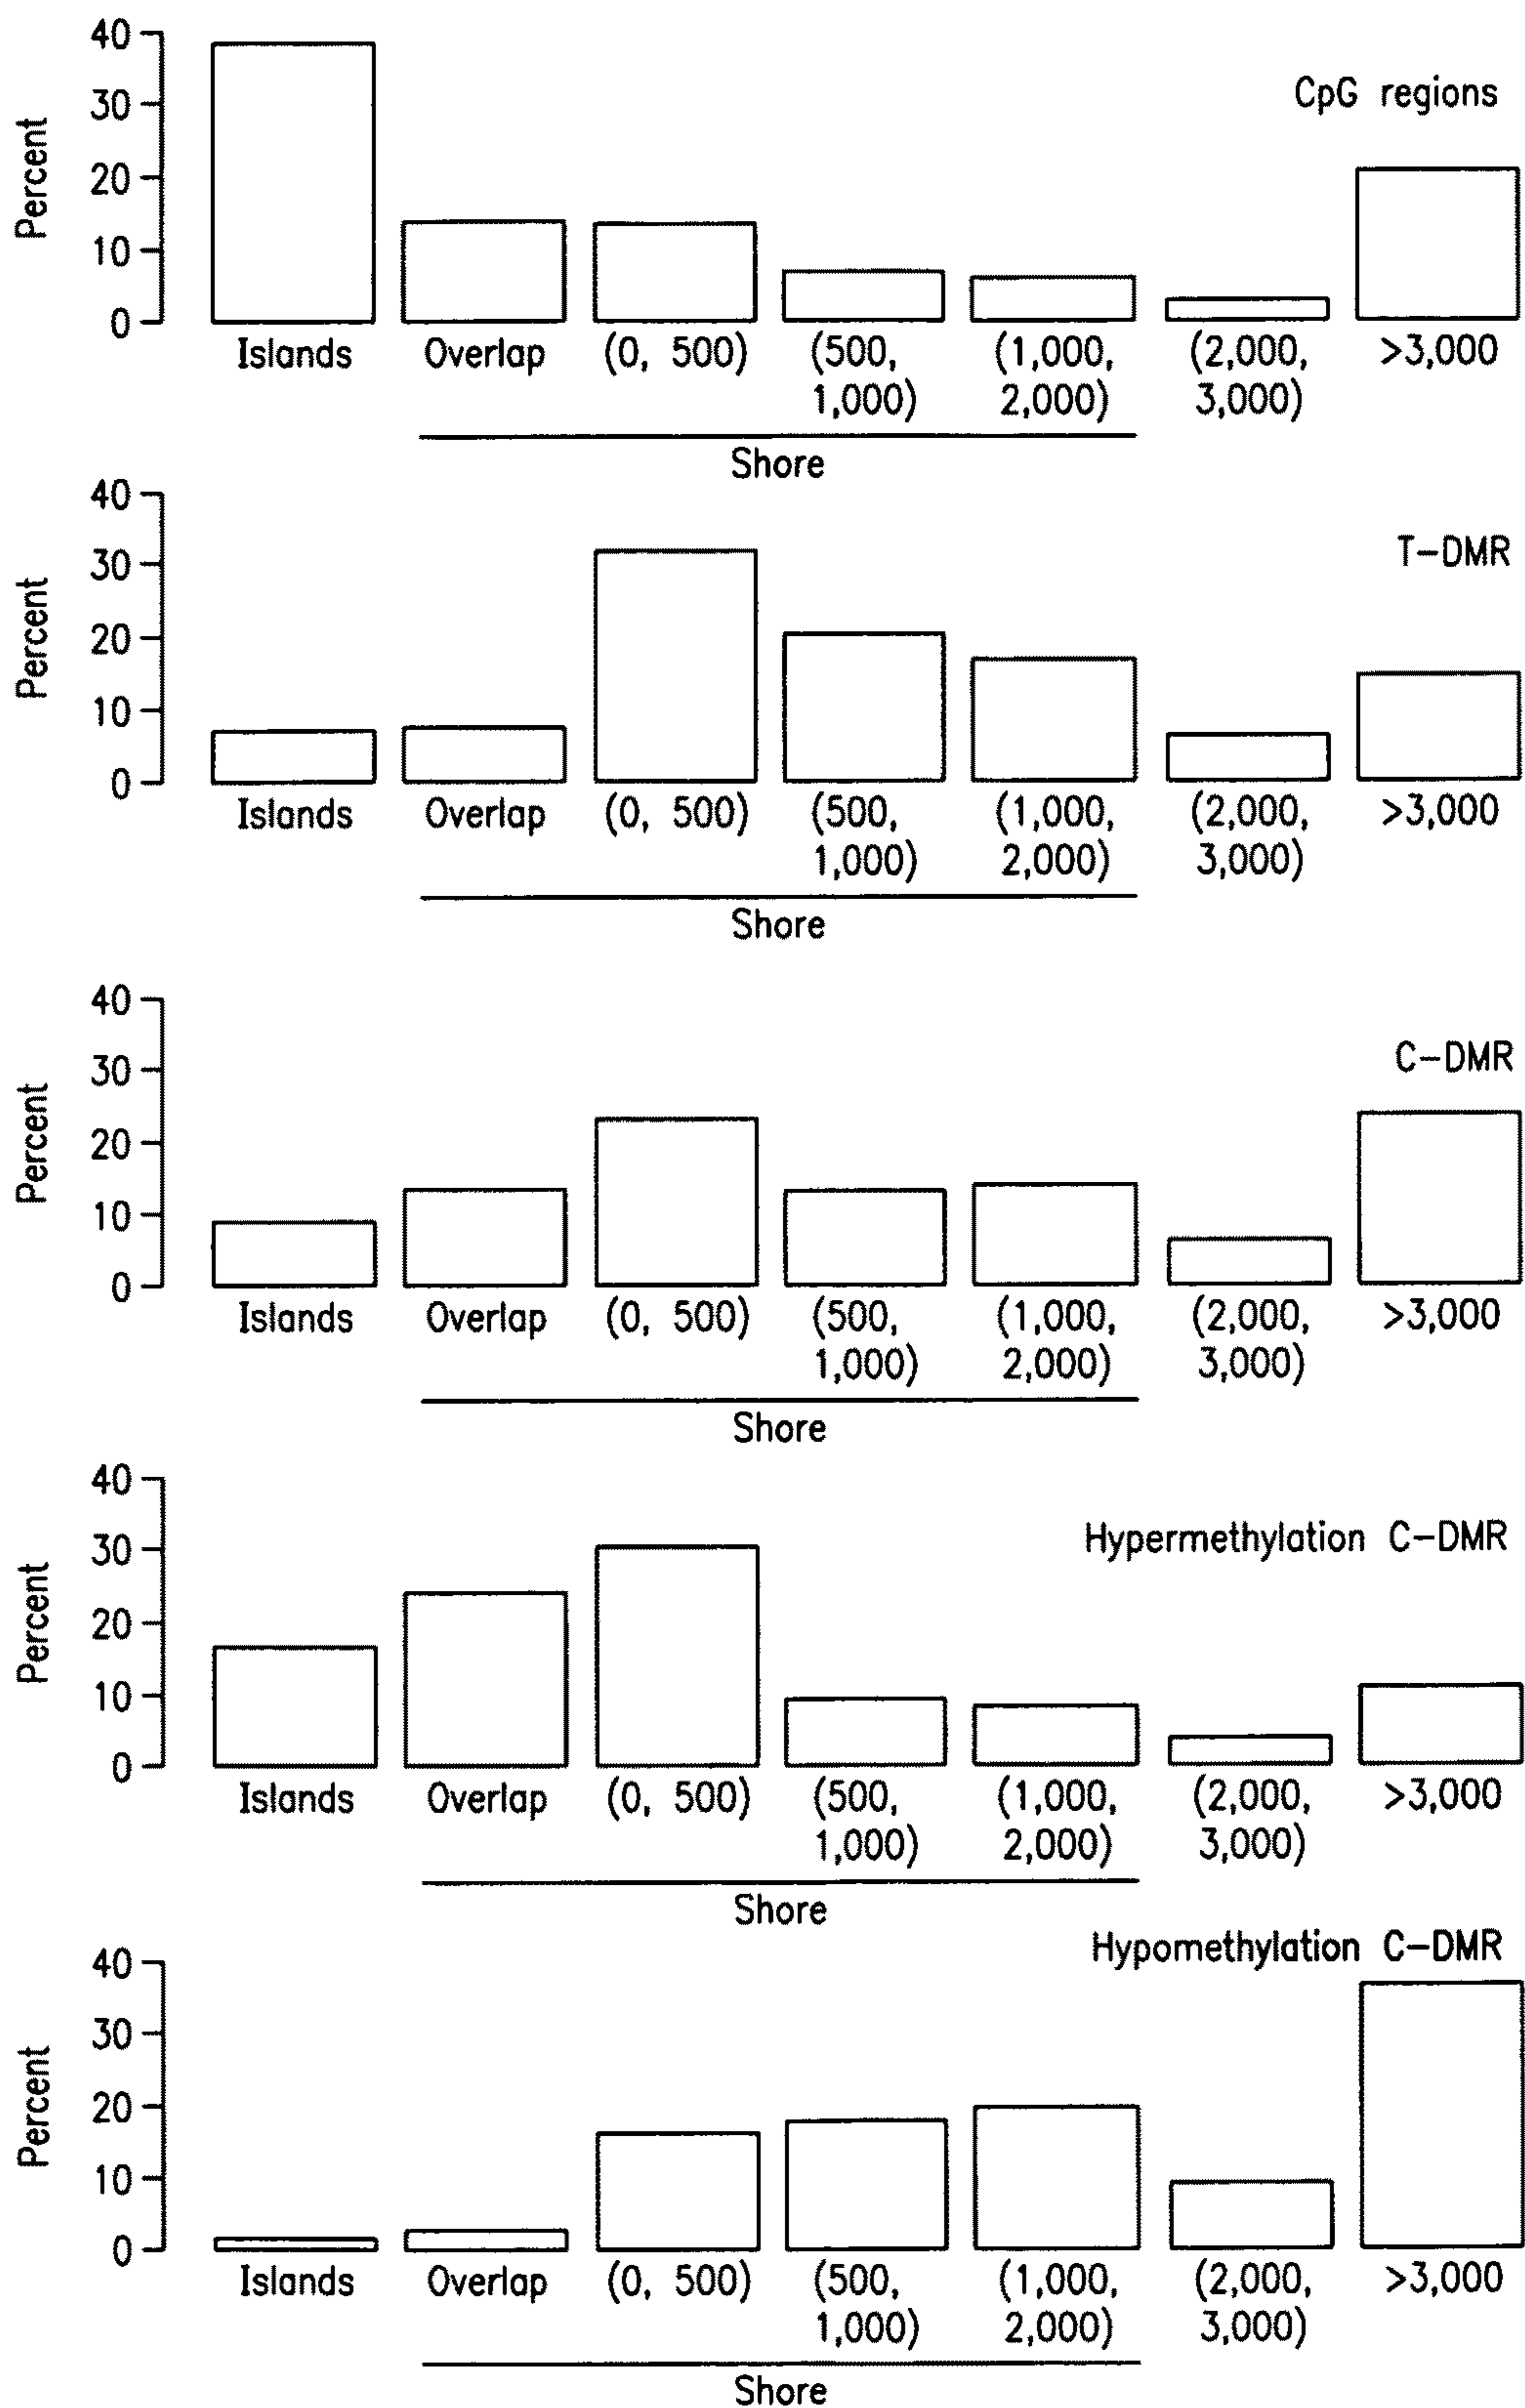 40
30
20
10
0
Percent
CpG regions
Islands Overlap (0, 500) (500, 1,000) (1,000, 2,000) (2,000, 3,000) >3,000
Shore
40
30
20
10
0
Percent
T-DMR
Islands Overlap (0, 500) (500, 1,000) (1,000, 2,000) (2,000, 3,000) >3,000
Shore
40
30
20
10
0
Percent
C-DMR
Islands Overlap (0, 500) (500, 1,000) (1,000, 2,000) (2,000, 3,000) >3,000
Shore
40
30
20
10
0
Percent
Hypermethylation C-DMR
Islands Overlap (0, 500) (500, 1,000) (1,000, 2,000) (2,000, 3,000) >3,000
Shore
40
30
20
10
0
Percent
Hypomethylation C-DMR
Islands Overlap (0, 500) (500, 1,000) (1,000, 2,000) (2,000, 3,000) >3,000
Shore